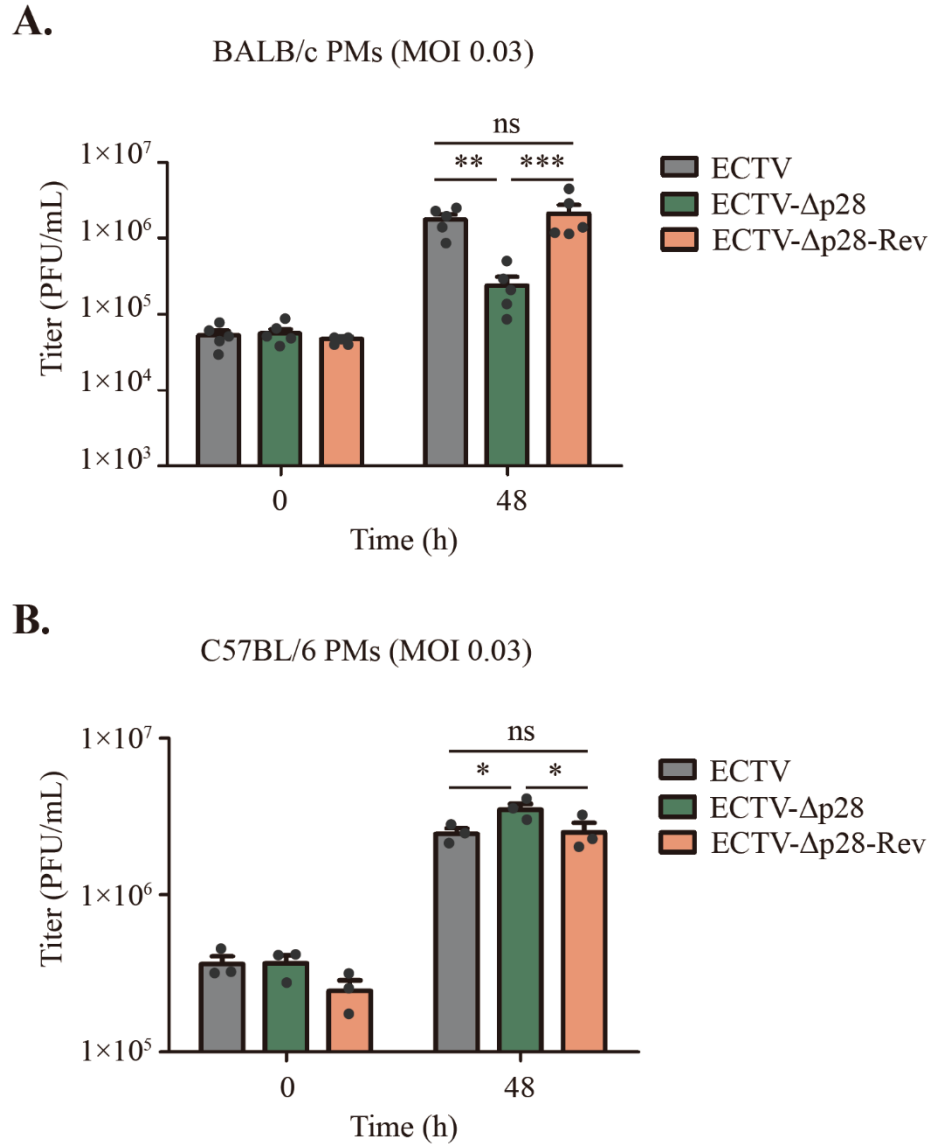 A.
BALB/c PMs (MOI 0.03)
ns
** ***
1×10⁷
1×10⁶
1×10⁵
1×10⁴
1×10³
Titer (PFU/mL)
ECTV
ECTV-Δp28
ECTV-Δp28-Rev
0 48
Time (h)
B.
C57BL/6 PMs (MOI 0.03)
ns
* *
1×10⁷
1×10⁶
1×10⁵
Titer (PFU/mL)
ECTV
ECTV-Δp28
ECTV-Δp28-Rev
0 48
Time (h)